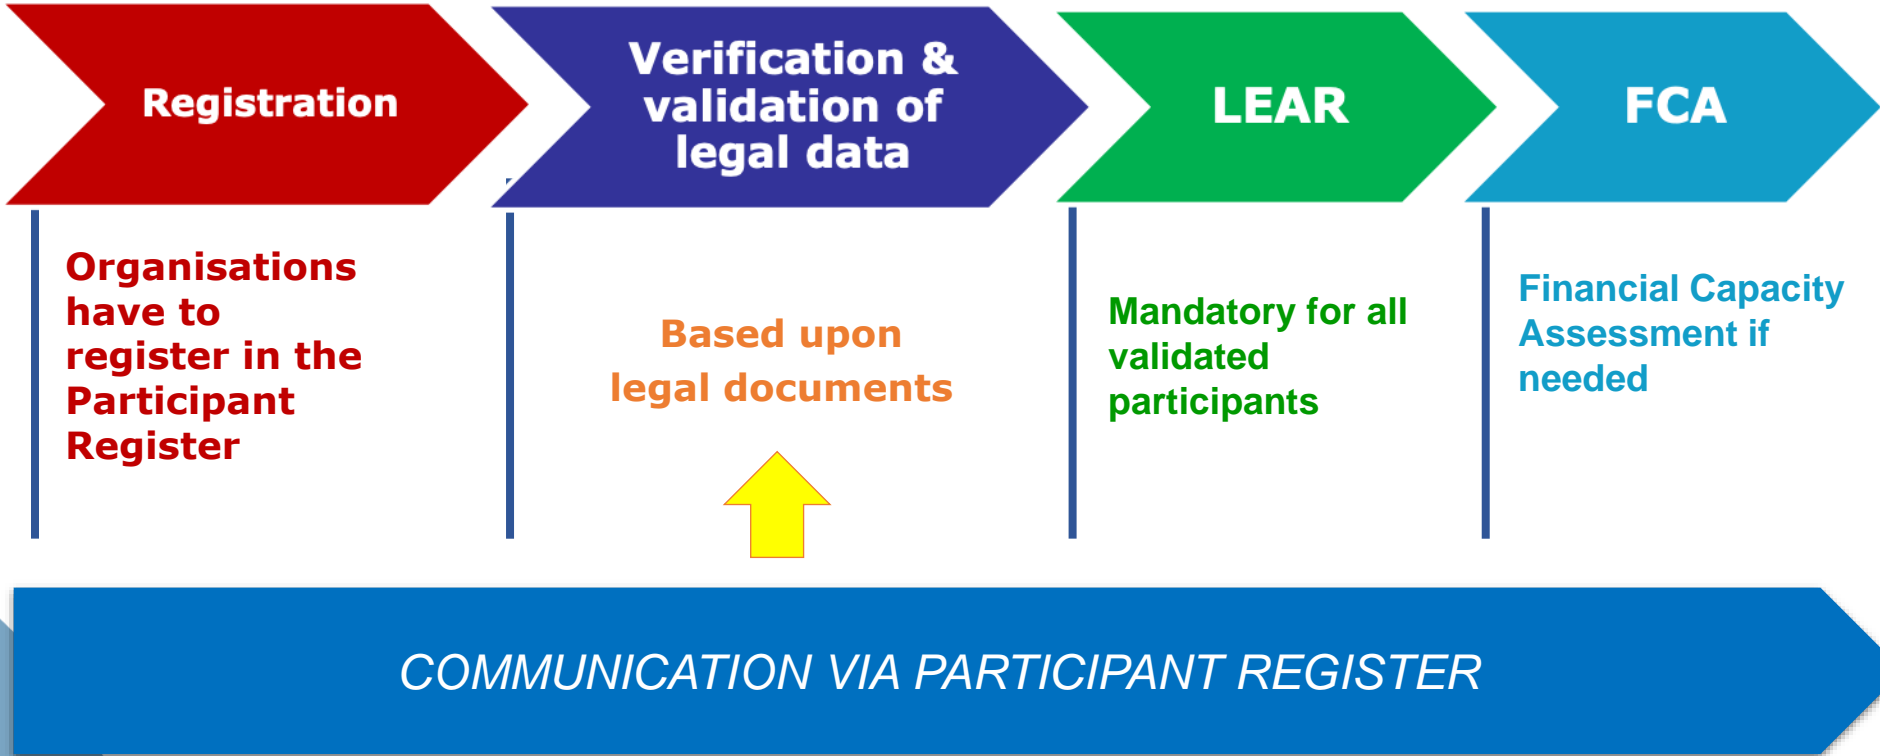 Registration
Verification &
validation of
legal data
LEAR
FCA
Organisations
have to
register in the
Participant
Register
Based upon
legal documents
Mandatory for all
validated
participants
Financial Capacity
Assessment if
needed
COMMUNICATION VIA PARTICIPANT REGISTER